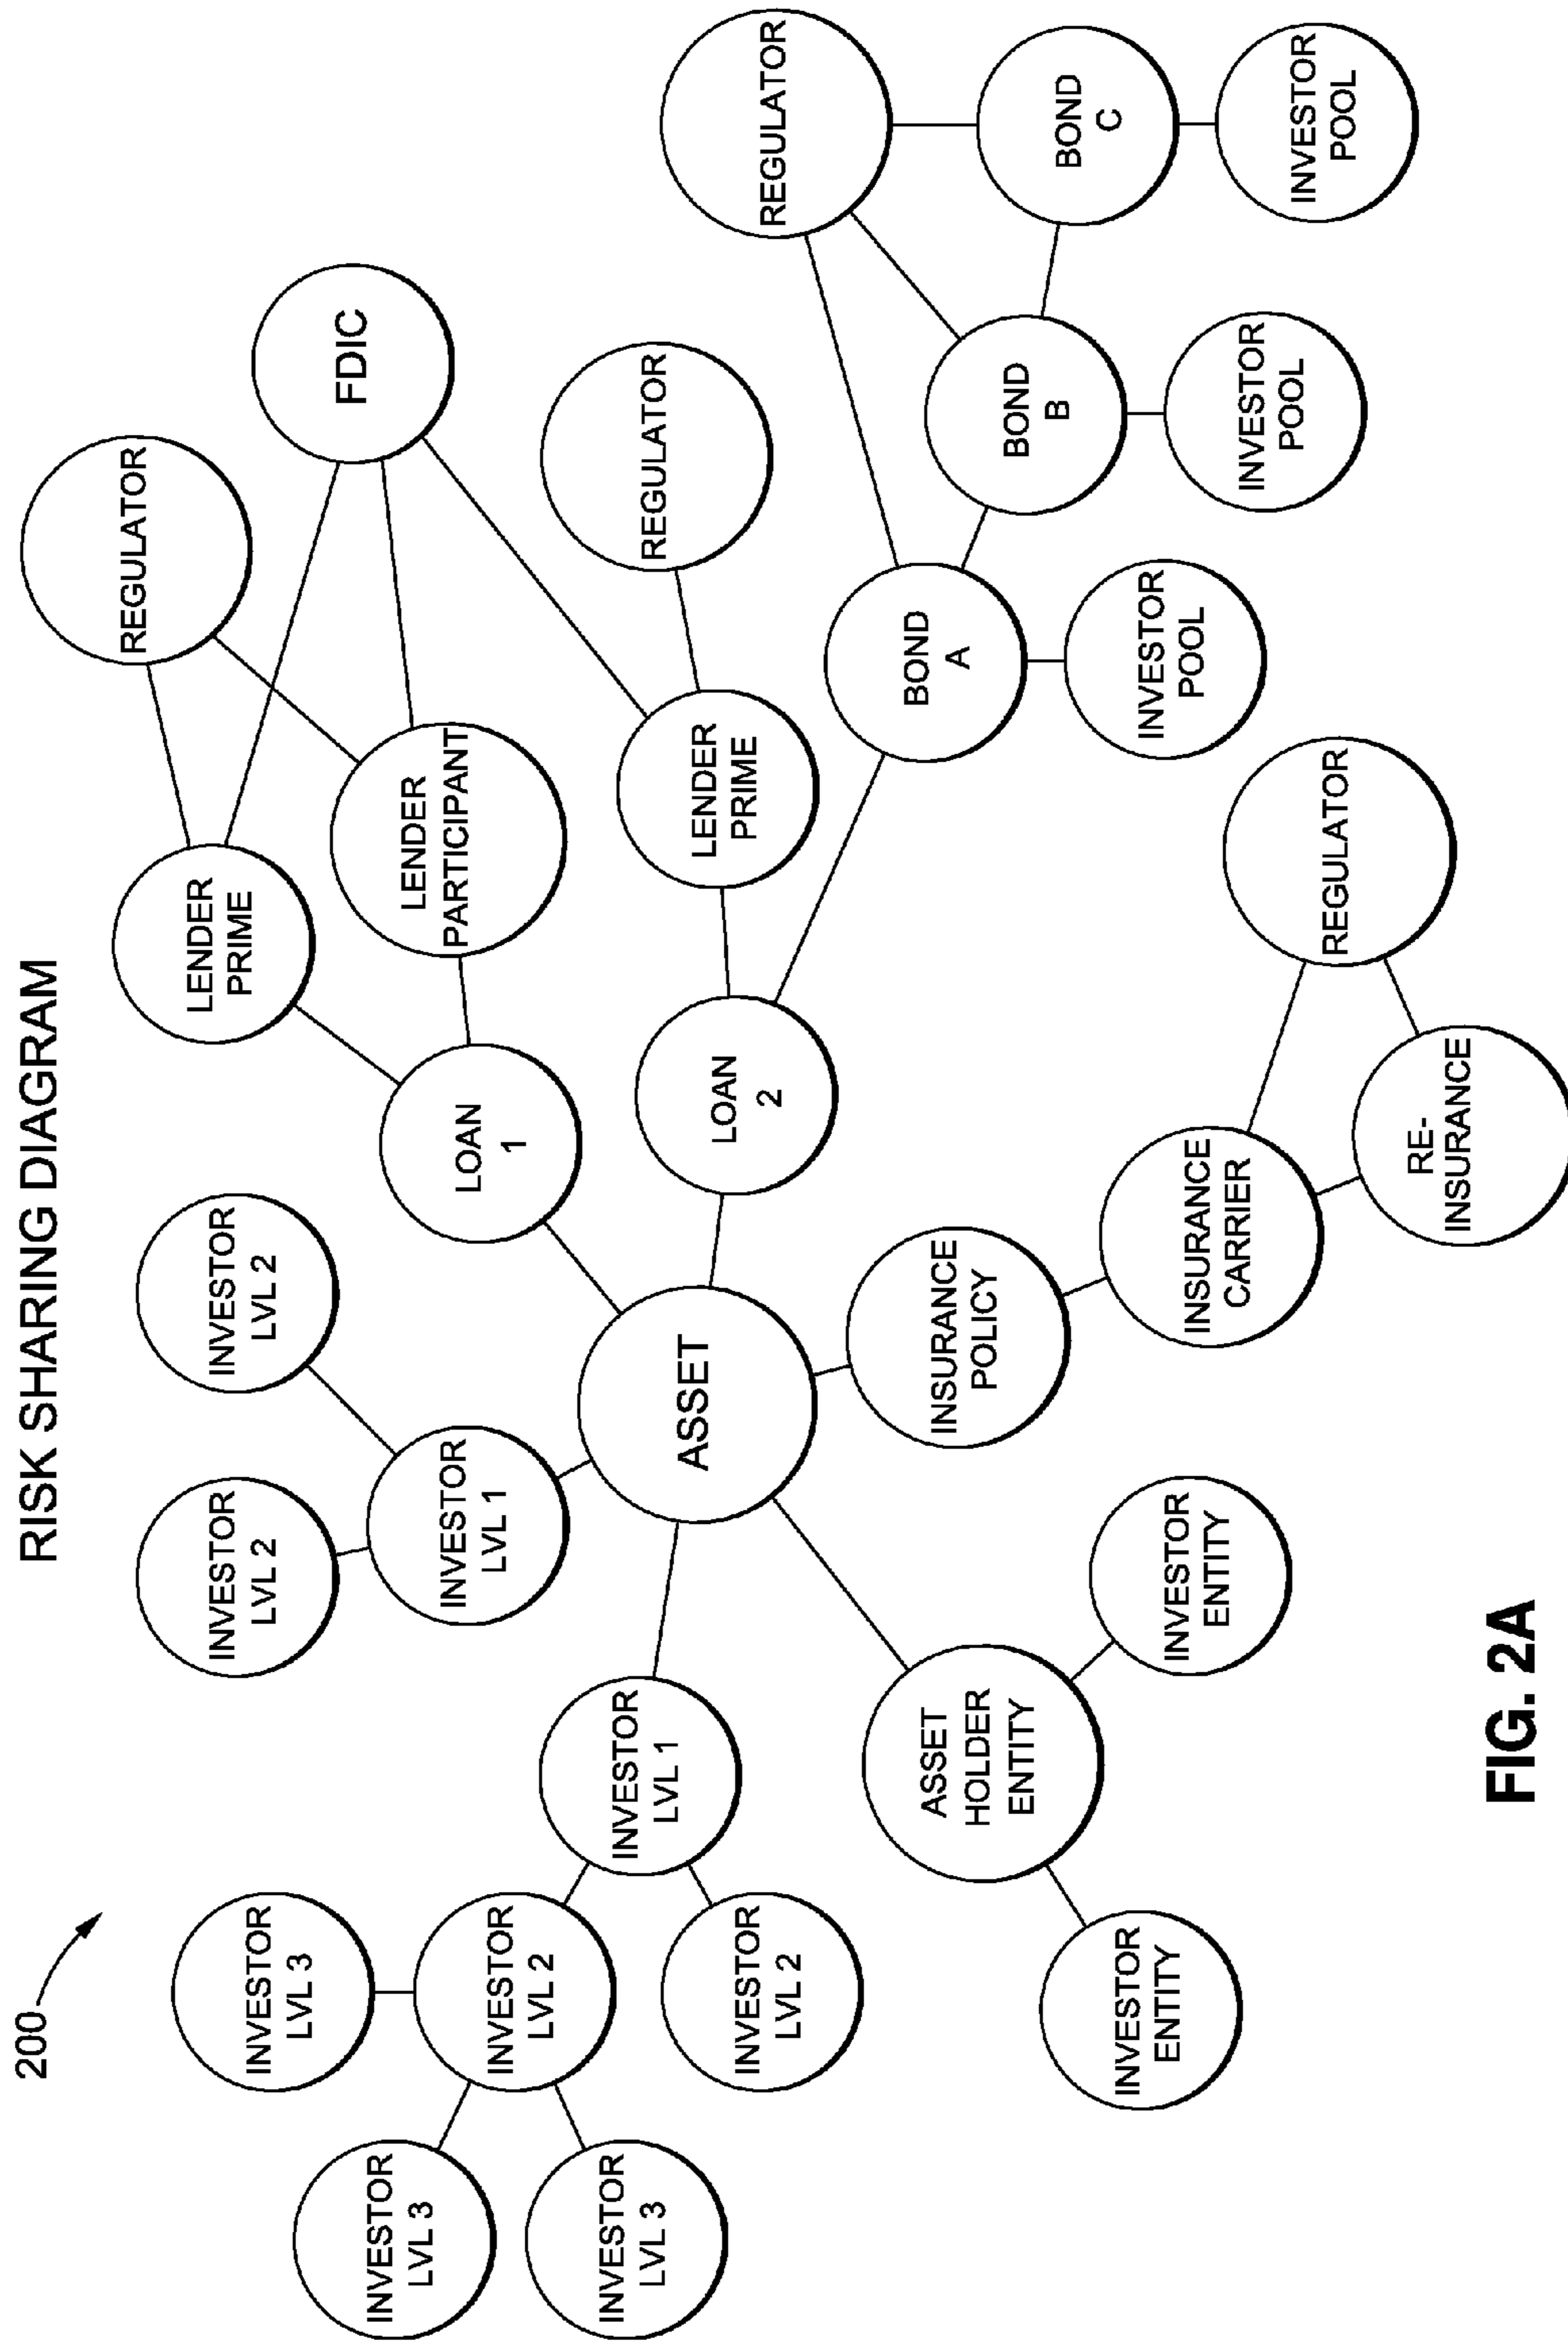 RISK SHARING DIAGRAM
200
INVESTOR
LVL 3
INVESTOR
LVL 3
INVESTOR
LVL 3
INVESTOR
LVL 2
INVESTOR
LVL 2
INVESTOR
LVL 1
INVESTOR
LVL 2
INVESTOR
LVL 2
INVESTOR
LVL 1
ASSET
ASSET
HOLDER
ENTITY
INVESTOR
ENTITY
INVESTOR
ENTITY
LOAN
1
LENDER
PRIME
LENDER
PARTICIPANT
REGULATOR
FDIC
LOAN
2
LENDER
PRIME
REGULATOR
BOND
A
INVESTOR
POOL
BOND
B
INVESTOR
POOL
BOND
C
INVESTOR
POOL
REGULATOR
INSURANCE
POLICY
INSURANCE
CARRIER
RE-
INSURANCE
REGULATOR
FIG. 2A